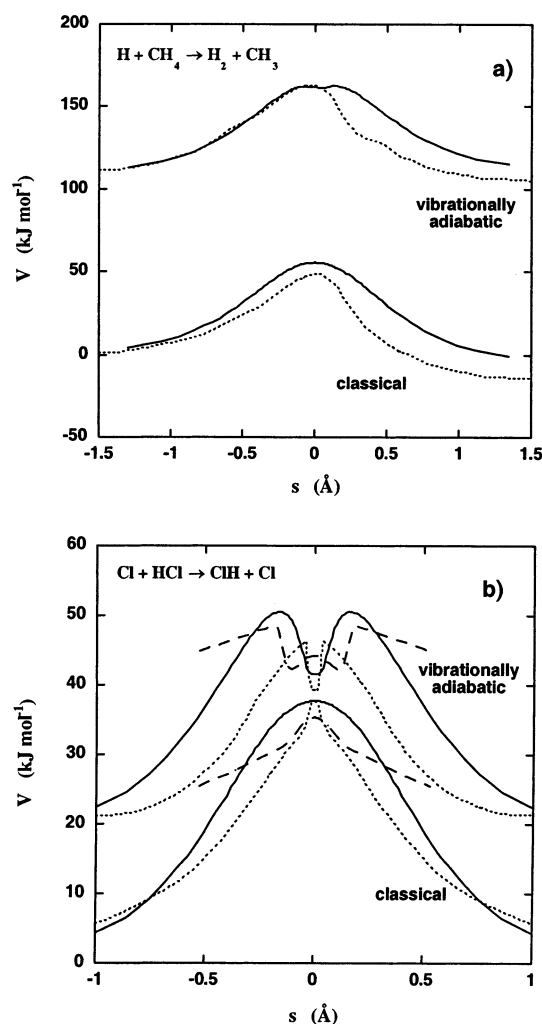 200
H + CH₄ → H₂ + CH₃
a)
150
100
V (kJ mol⁻¹)
vibrationally
adiabatic
50
0
classical
-50
-1.5 -1 -0.5 0 0.5 1 1.5
s (Å)
60
Cl + HCl → ClH + Cl
b)
50
vibrationally
adiabatic
40
V (kJ mol⁻¹)
30
20
10
classical
0
-1 -0.5 0 0.5 1
s (Å)